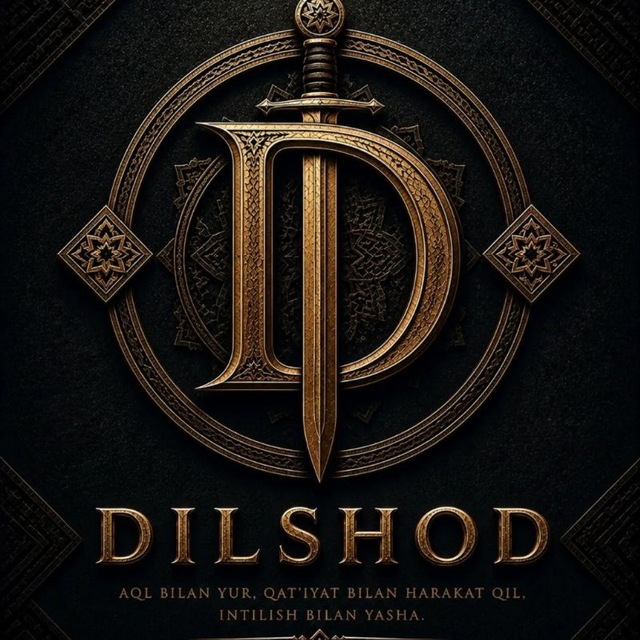 D
DILSHOD
AQL BILAN YUR, QAT'IYAT BILAN HARAKAT QIL,
INTILISH BILAN YASHA.